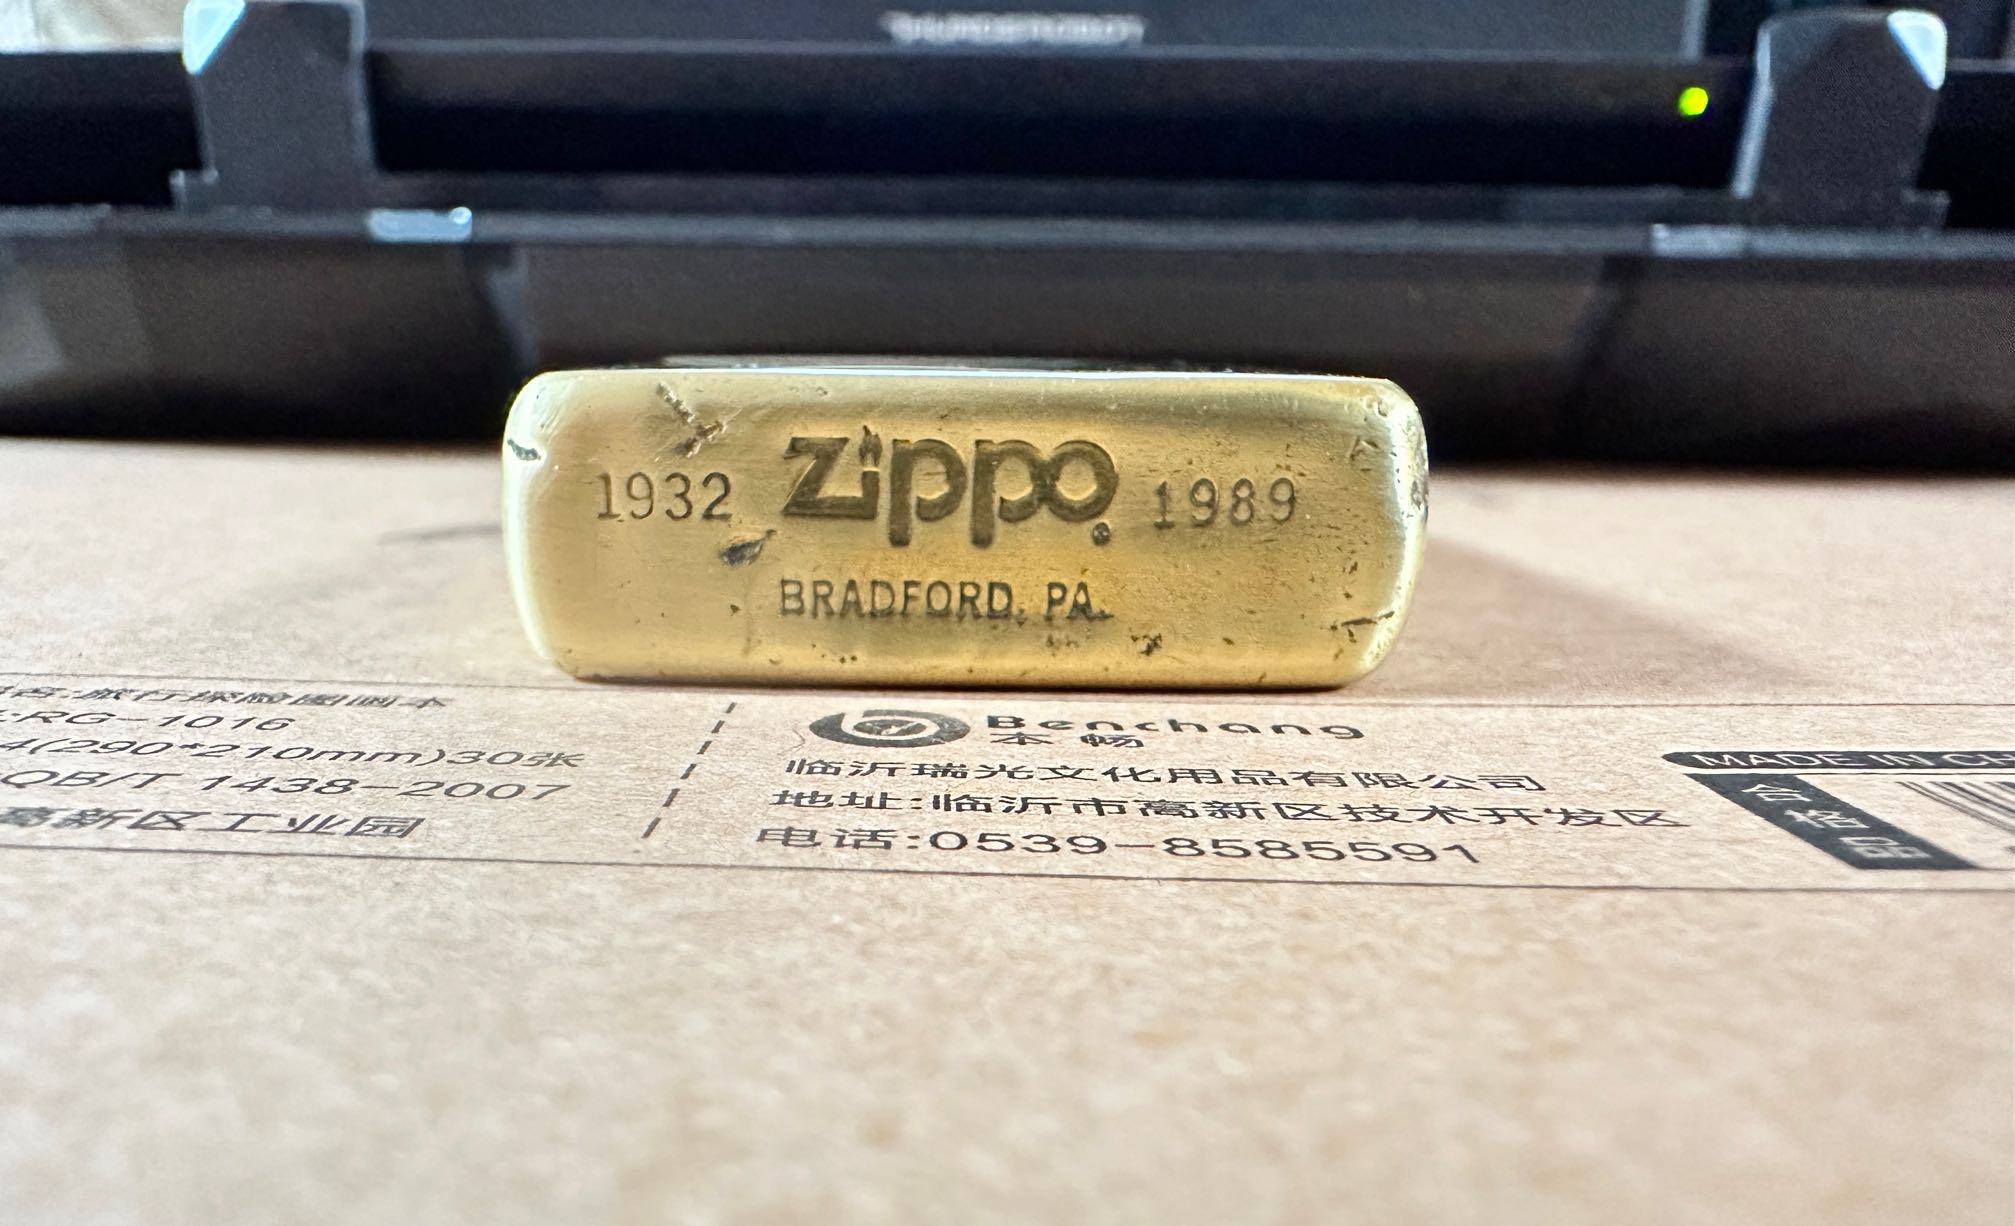 1932 zippo 1989
BRADFORD, PA.
:RG-1016
4(290*210mm)30张
QB/T 1438-2007
高新区工业园
Benchang
本畅
临沂瑞光文化用品有限公司
地址:临沂市高新区技术开发区
电话:0539-8585591
MADE IN CH
合格品